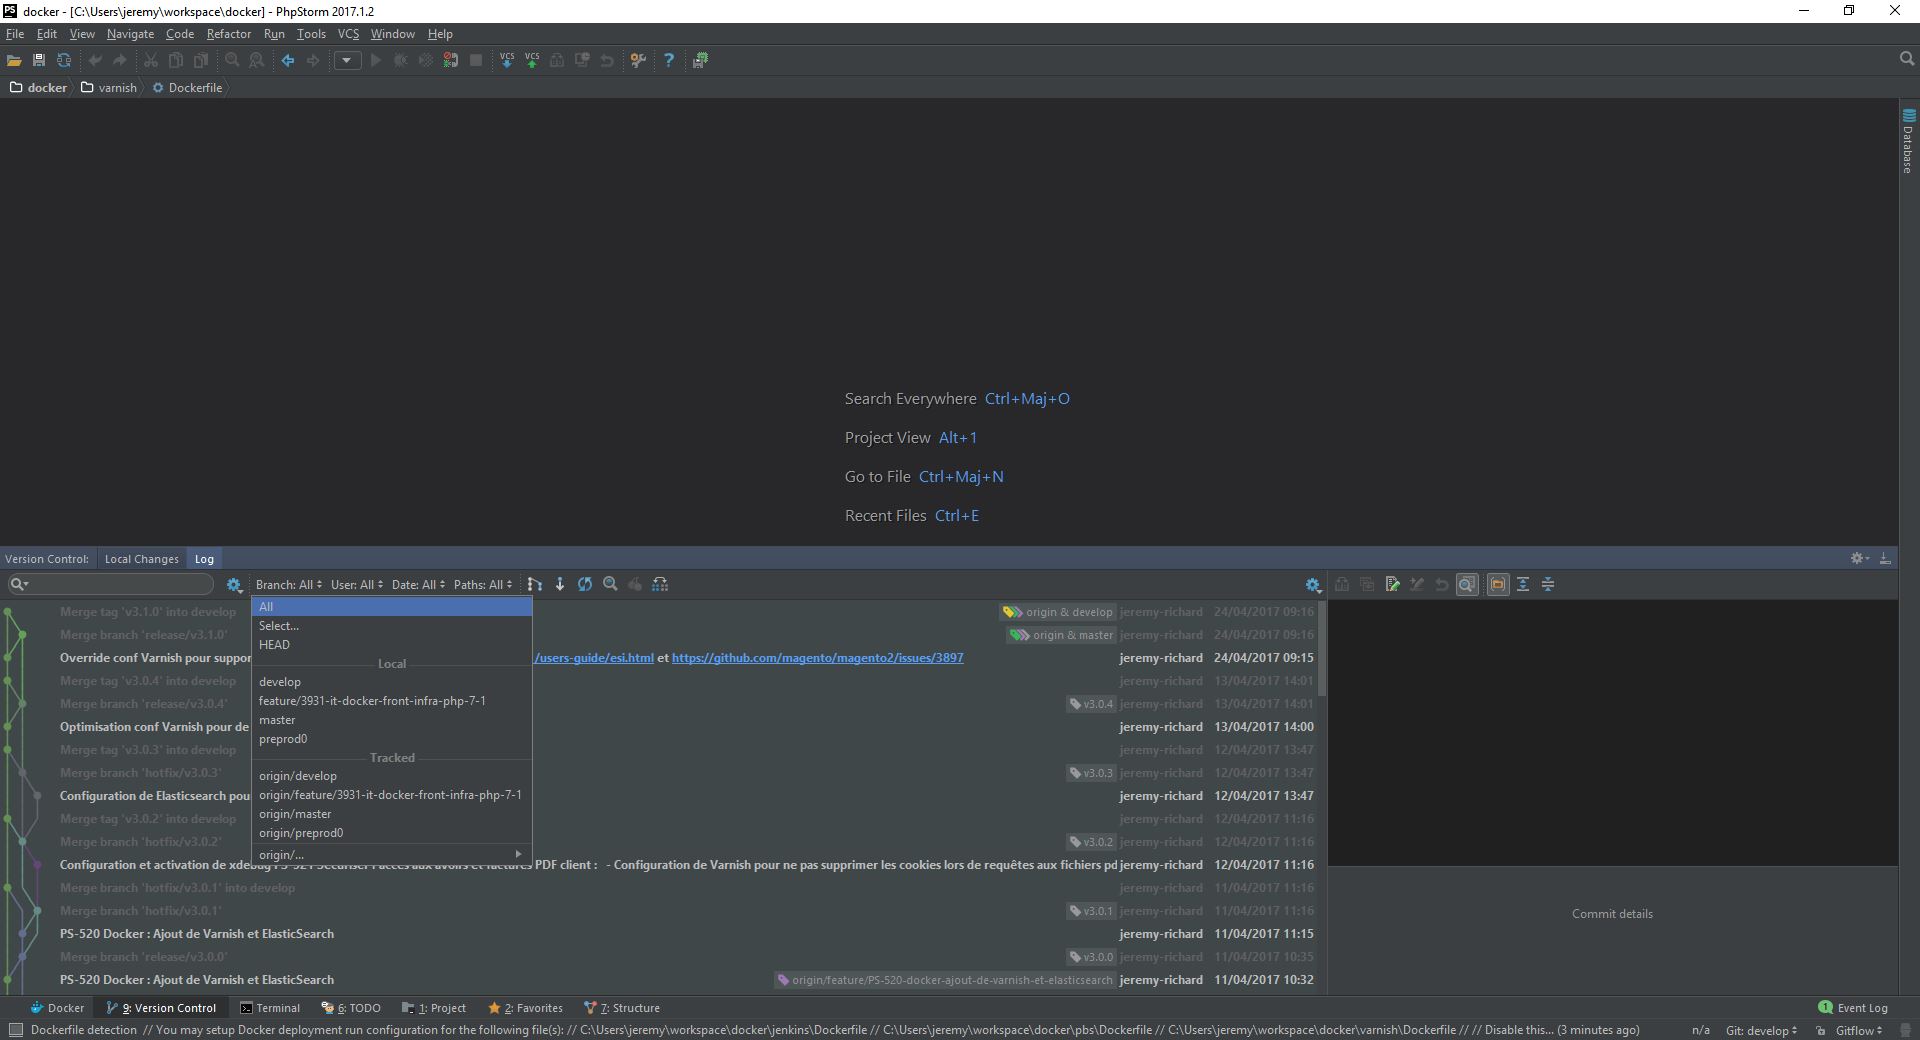 PS docker - [C:\Users\jeremy\workspace\docker] - PhpStorm 2017.1.2
File Edit View Navigate Code Refactor Run Tools VCS Window Help
VCS VCS ?
docker varnish Dockerfile
Database
Search Everywhere Ctrl+Maj+O
Project View Alt+1
Go to File Ctrl+Maj+N
Recent Files Ctrl+E
Version Control: Local Changes Log
Branch: All User: All Date: All Paths: All
All
Select...
HEAD
Local
develop
feature/3931-it-docker-front-infra-php-7-1
master
preprod0
Tracked
origin/develop
origin/feature/3931-it-docker-front-infra-php-7-1
origin/master
origin/preprod0
origin/...
Merge tag 'v3.1.0' into develop origin & develop jeremy-richard 24/04/2017 09:16
Merge branch 'release/v3.1.0' origin & master jeremy-richard 24/04/2017 09:16
Override conf Varnish pour suppor /users-guide/esi.html et https://github.com/magento/magento2/issues/3897 jeremy-richard 24/04/2017 09:15
Merge tag 'v3.0.4' into develop jeremy-richard 13/04/2017 14:01
Merge branch 'release/v3.0.4' v3.0.4 jeremy-richard 13/04/2017 14:01
Optimisation conf Varnish pour de jeremy-richard 13/04/2017 14:00
Merge tag 'v3.0.3' into develop jeremy-richard 12/04/2017 13:47
Merge branch 'hotfix/v3.0.3' v3.0.3 jeremy-richard 12/04/2017 13:47
Configuration de Elasticsearch pou jeremy-richard 12/04/2017 13:47
Merge tag 'v3.0.2' into develop jeremy-richard 12/04/2017 11:16
Merge branch 'hotfix/v3.0.2' v3.0.2 jeremy-richard 12/04/2017 11:16
Configuration et activation de xdebug PS-521 Sécuriser l'accès aux avoirs et factures PDF client : - Configuration de Varnish pour ne pas supprimer les cookies lors de requêtes aux fichiers pd jeremy-richard 12/04/2017 11:16
Merge branch 'hotfix/v3.0.1' into develop jeremy-richard 11/04/2017 11:16
Merge branch 'hotfix/v3.0.1' v3.0.1 jeremy-richard 11/04/2017 11:16
PS-520 Docker : Ajout de Varnish et ElasticSearch jeremy-richard 11/04/2017 11:15
Merge branch 'release/v3.0.0' v3.0.0 jeremy-richard 11/04/2017 10:35
PS-520 Docker : Ajout de Varnish et ElasticSearch origin/feature/PS-520-docker-ajout-de-varnish-et-elasticsearch jeremy-richard 11/04/2017 10:32
Commit details
Docker 9: Version Control Terminal 6: TODO 1: Project 2: Favorites 7: Structure 1 Event Log
Dockerfile detection // You may setup Docker deployment run configuration for the following file(s): // C:\Users\jeremy\workspace\docker\jenkins\Dockerfile // C:\Users\jeremy\workspace\docker\pbs\Dockerfile // C:\Users\jeremy\workspace\docker\varnish\Dockerfile // // Disable this... (3 minutes ago) n/a Git: develop Gitflow